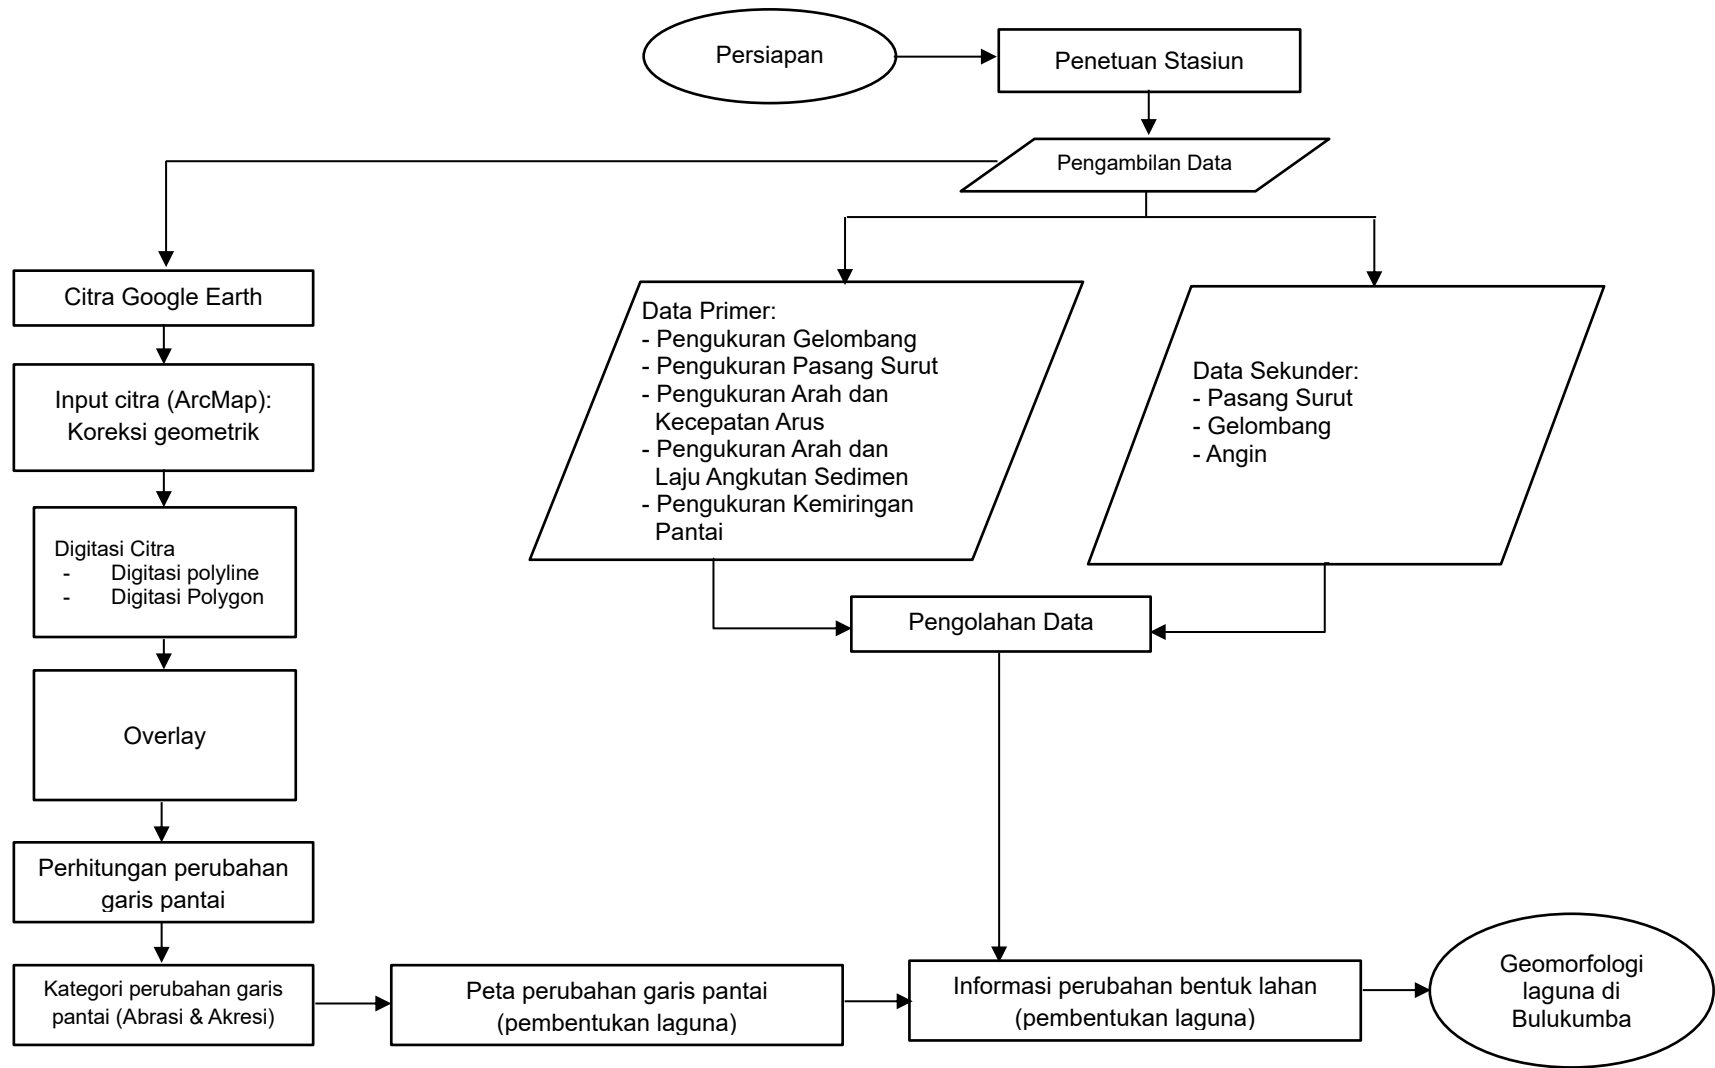 Persiapan
Penetuan Stasiun
Pengambilan Data
Citra Google Earth
Input citra (ArcMap):
Koreksi geometrik
Digitasi Citra
- Digitasi polyline
- Digitasi Polygon
Overlay
Perhitungan perubahan
garis pantai
Kategori perubahan garis
pantai (Abrasi & Akresi)
Data Primer:
- Pengukuran Gelombang
- Pengukuran Pasang Surut
- Pengukuran Arah dan
Kecepatan Arus
- Pengukuran Arah dan
Laju Angkutan Sedimen
- Pengukuran Kemiringan
Pantai
Data Sekunder:
- Pasang Surut
- Gelombang
- Angin
Pengolahan Data
Peta perubahan garis pantai
(pembentukan laguna)
Informasi perubahan bentuk lahan
(pembentukan laguna)
Geomorfologi
laguna di
Bulukumba